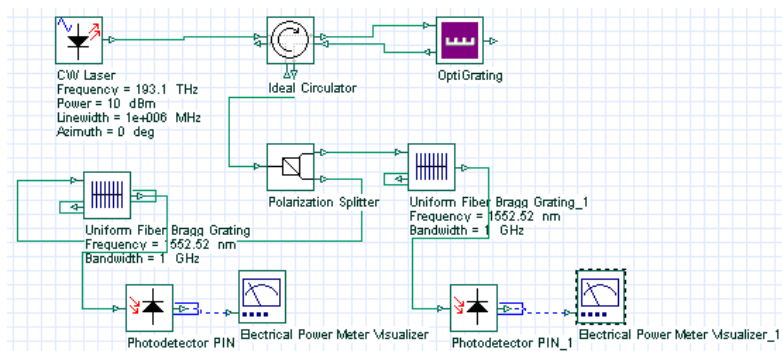 CW Laser
Frequency = 193.1 THz
Power = 10 dBm
Linewidth = 1e+006 MHz
Azimuth = 0 deg
Ideal Circulator
OptiGrating
Polarization Splitter
Uniform Fiber Bragg Grating_1
Frequency = 1552.52 nm
Bandwidth = 1 GHz
Uniform Fiber Bragg Grating
Frequency = 1552.52 nm
Bandwidth = 1 GHz
Photodetector PIN
Electrical Power Meter Visualizer
Photodetector PIN_1
Electrical Power Meter Visualizer_1